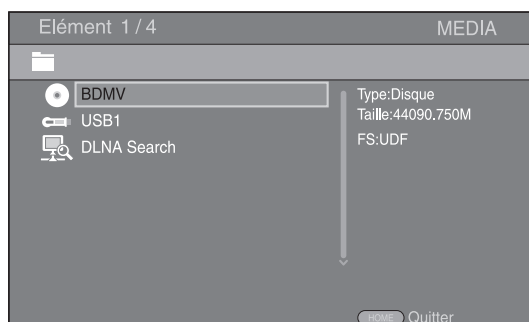 Elément 1 / 4
MEDIA
BDMV
USB1
DLNA Search
Type:Disque
Taille:44090.750M
FS:UDF
HOME Quitter